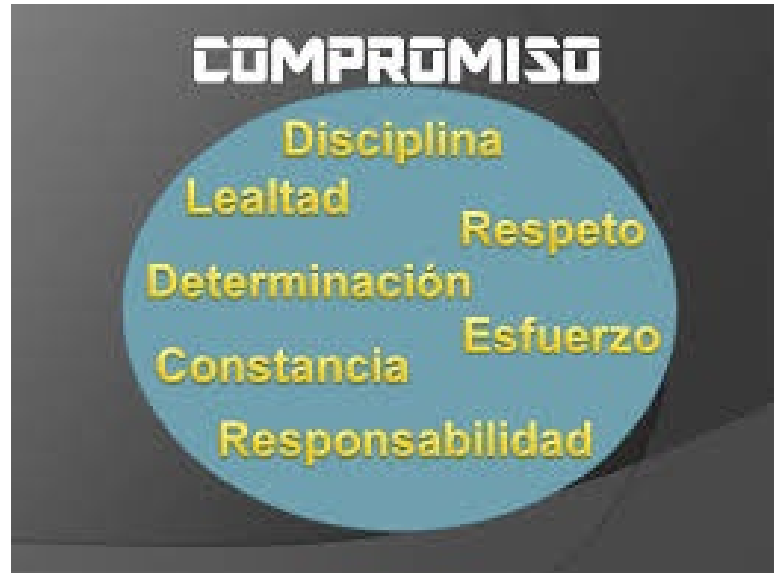 COMPROMISO
Disciplina
Lealtad
Respeto
Determinación
Esfuerzo
Constancia
Responsabilidad